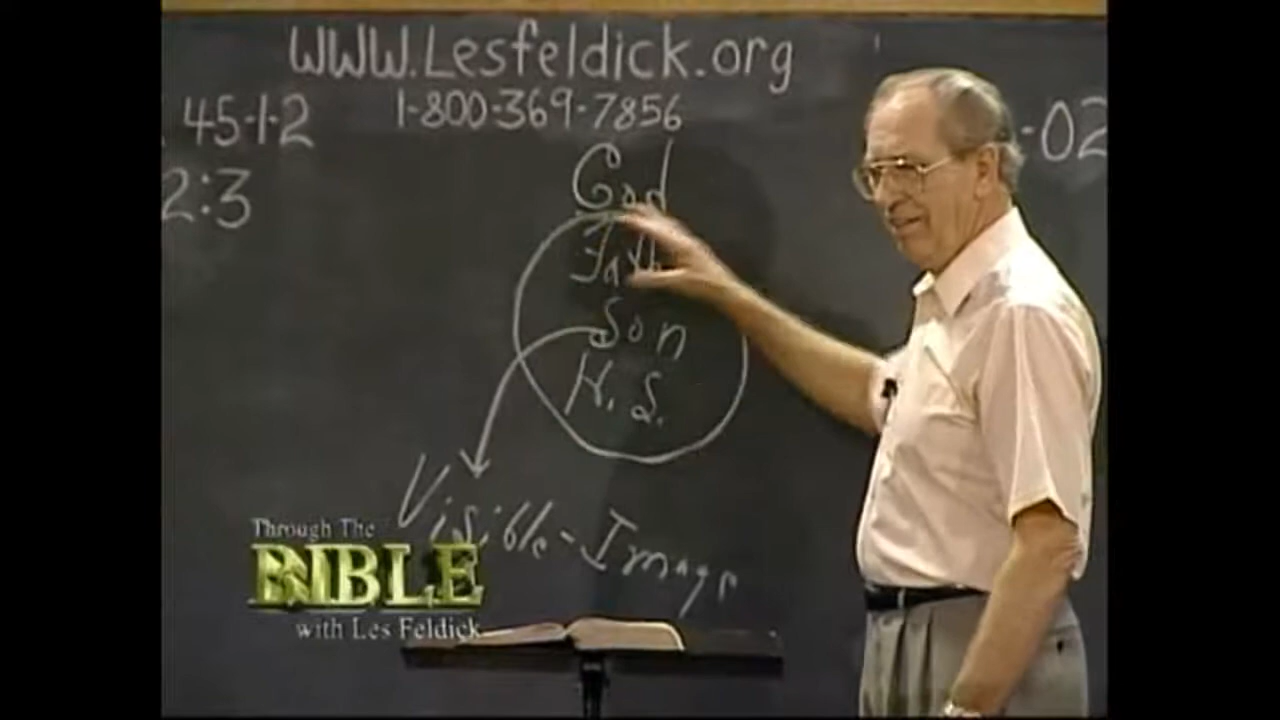 WWW.Lesfeldick.org
45-1-2
1-800-369-7856
-02
2:3
God
Son
H. S.
Visible-Image
Through The
BIBLE
with Les Feldick